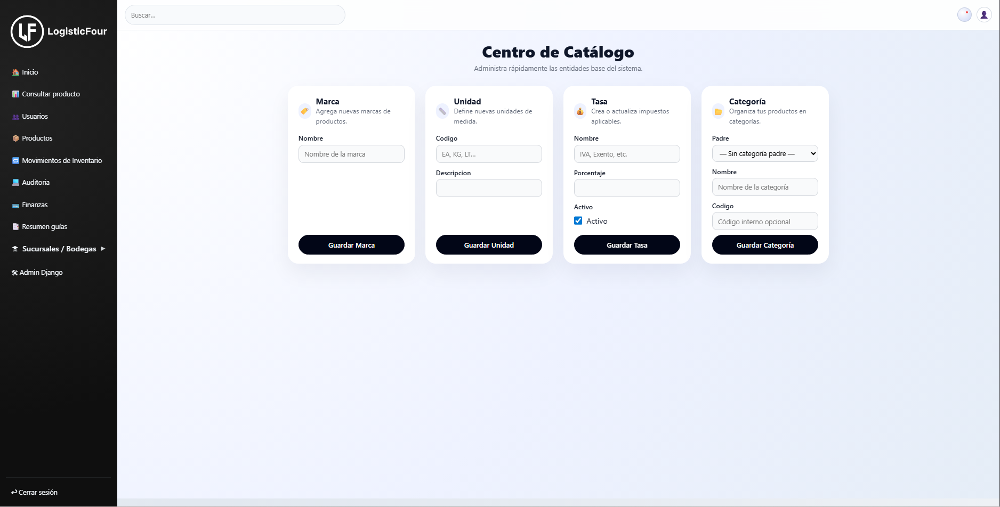 LogisticFour
Inicio
Consultar producto
Usuarios
Productos
Movimientos de Inventario
Auditoria
Finanzas
Resumen guías
Sucursales / Bodegas ▶
Admin Django
Cerrar sesión
Buscar...
Centro de Catálogo
Administra rápidamente las entidades base del sistema.
Marca
Agrega nuevas marcas de
productos.
Nombre
Nombre de la marca
Guardar Marca
Unidad
Define nuevas unidades de
medida.
Codigo
EA, KG, LT...
Descripcion
Guardar Unidad
Tasa
Crea o actualiza impuestos
aplicables.
Nombre
IVA, Exento, etc.
Porcentaje
Activo
Activo
Guardar Tasa
Categoría
Organiza tus productos en
categorías.
Padre
— Sin categoría padre —
Nombre
Nombre de la categoría
Codigo
Código interno opcional
Guardar Categoría